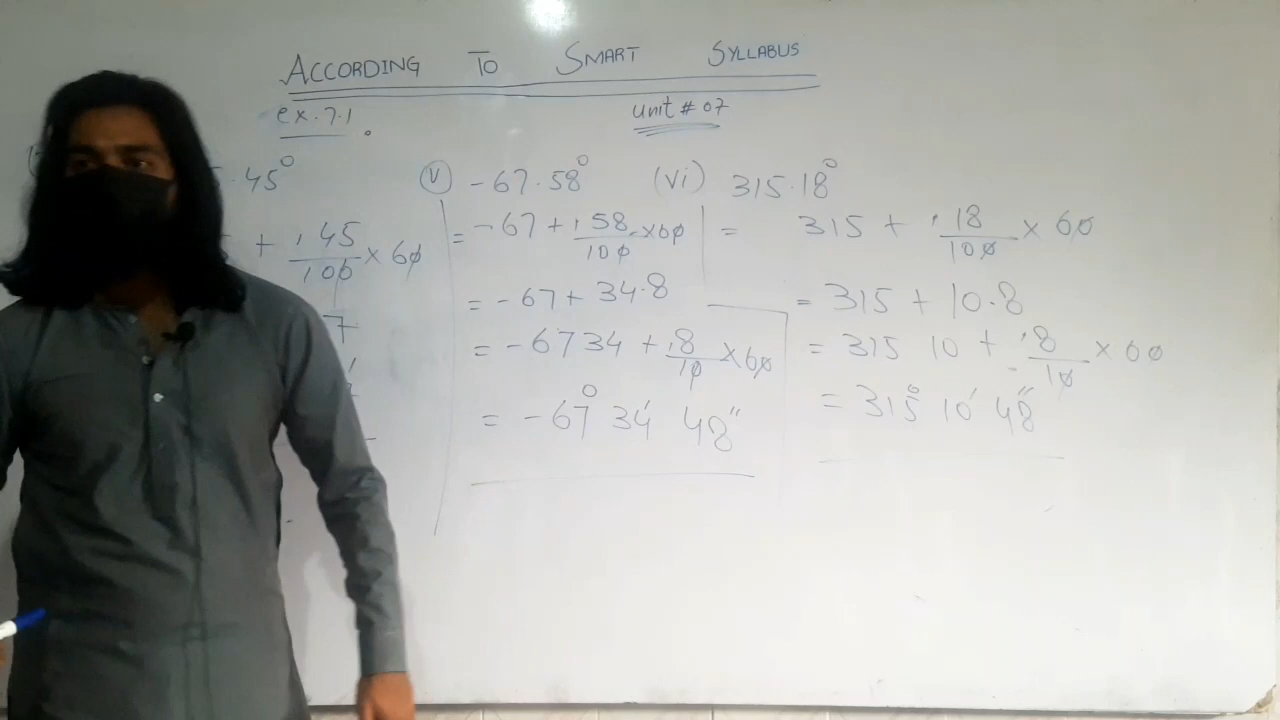 ACCORDING TO SMART SYLLABUS
ex. 7.1
unit # 07
.45°
+ .45/100 × 60
7
(v) -67.58°
= -67 + .58/100 × 60
= -67 + 34.8
= -67 34 + .8/10 × 60
= -67° 34' 48"
(vi) 315.18°
= 315 + .18/100 × 60
= 315 + 10.8
= 315 10 + .8/10 × 60
= 315° 10' 48"